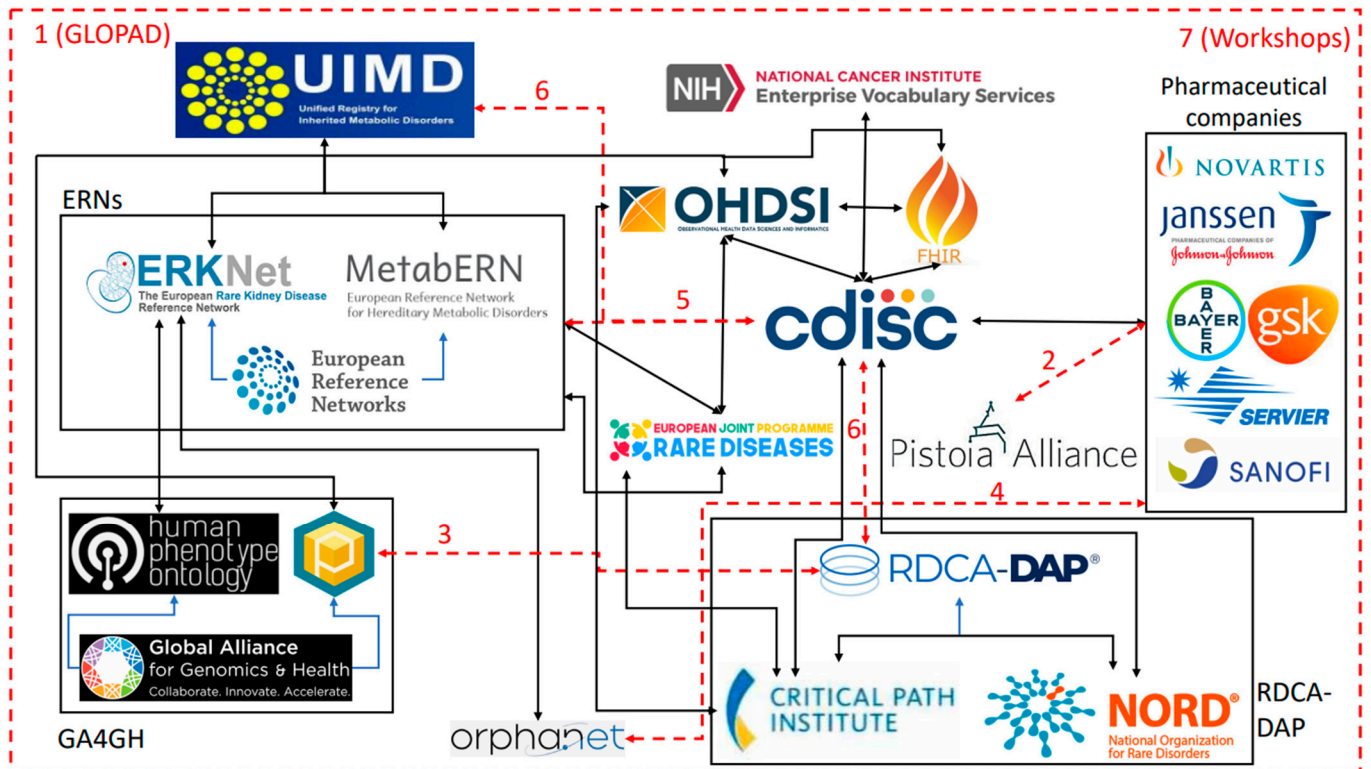 1 (GLOPAD)
7 (Workshops)
UIMD
Unified Registry for
Inherited Metabolic Disorders
6
NIH
NATIONAL CANCER INSTITUTE
Enterprise Vocabulary Services
Pharmaceutical
companies
NOVARTIS
Janssen
PHARMACEUTICAL COMPANIES OF
Johnson & Johnson
BAYER
BAYER
gsk
SERVIER
SANOFI
ERNs
ERKNet
The European Rare Kidney Disease
Reference Network
MetabERN
European Reference Network
for Hereditary Metabolic Disorders
European
Reference
Networks
OHDSI
OBSERVATIONAL HEALTH DATA SCIENCES AND INFORMATICS
FHIR
5
cdisc
2
EUROPEAN JOINT PROGRAMME
RARE DISEASES
6
Pistoia Alliance
4
human
phenotype
ontology
3
P
RDCA-DAP®
Global Alliance
for Genomics & Health
Collaborate. Innovate. Accelerate.
GA4GH
orphanet
CRITICAL PATH
INSTITUTE
NORD®
National Organization
for Rare Disorders
RDCA-
DAP